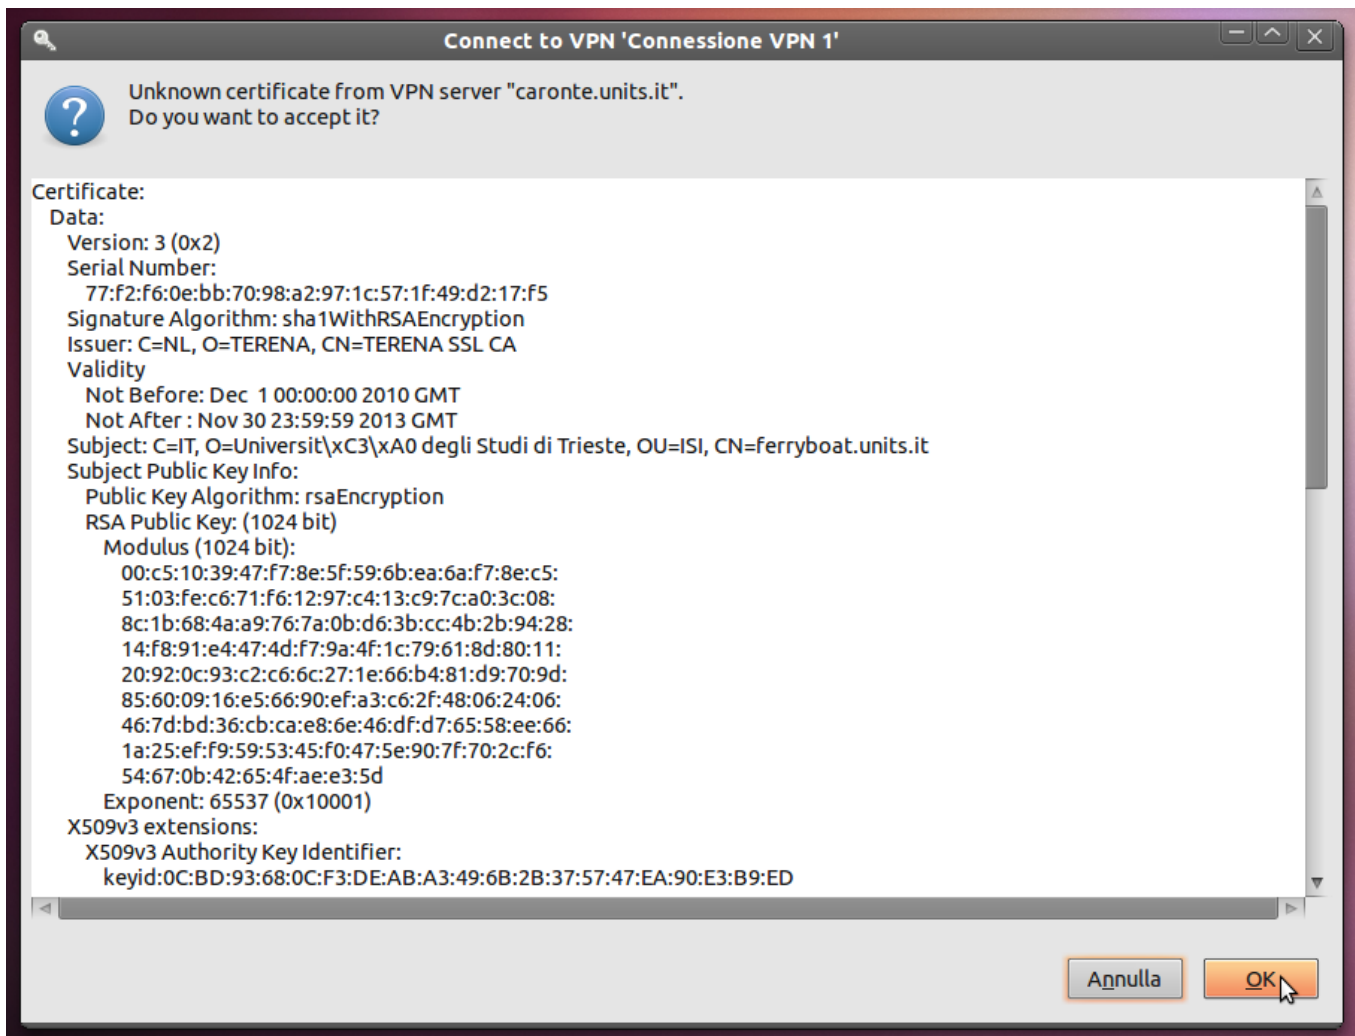 Connect to VPN 'Connessione VPN 1'
Unknown certificate from VPN server "caronte.units.it".
Do you want to accept it?
Certificate:
Data:
Version: 3 (0x2)
Serial Number:
77:f2:f6:0e:bb:70:98:a2:97:1c:57:1f:49:d2:17:f5
Signature Algorithm: sha1WithRSAEncryption
Issuer: C=NL, O=TERENA, CN=TERENA SSL CA
Validity
Not Before: Dec  1 00:00:00 2010 GMT
Not After : Nov 30 23:59:59 2013 GMT
Subject: C=IT, O=Universit\xC3\xA0 degli Studi di Trieste, OU=ISI, CN=ferryboat.units.it
Subject Public Key Info:
Public Key Algorithm: rsaEncryption
RSA Public Key: (1024 bit)
Modulus (1024 bit):
00:c5:10:39:47:f7:8e:5f:59:6b:ea:6a:f7:8e:c5:
51:03:fe:c6:71:f6:12:97:c4:13:c9:7c:a0:3c:08:
8c:1b:68:4a:a9:76:7a:0b:d6:3b:cc:4b:2b:94:28:
14:f8:91:e4:47:4d:f7:9a:4f:1c:79:61:8d:80:11:
20:92:0c:93:c2:c6:6c:27:1e:66:b4:81:d9:70:9d:
85:60:09:16:e5:66:90:ef:a3:c6:2f:48:06:24:06:
46:7d:bd:36:cb:ca:e8:6e:46:df:d7:65:58:ee:66:
1a:25:ef:f9:59:53:45:f0:47:5e:90:7f:70:2c:f6:
54:67:0b:42:65:4f:ae:e3:5d
Exponent: 65537 (0x10001)
X509v3 extensions:
X509v3 Authority Key Identifier:
keyid:0C:BD:93:68:0C:F3:DE:AB:A3:49:6B:2B:37:57:47:EA:90:E3:B9:ED
Annulla
OK